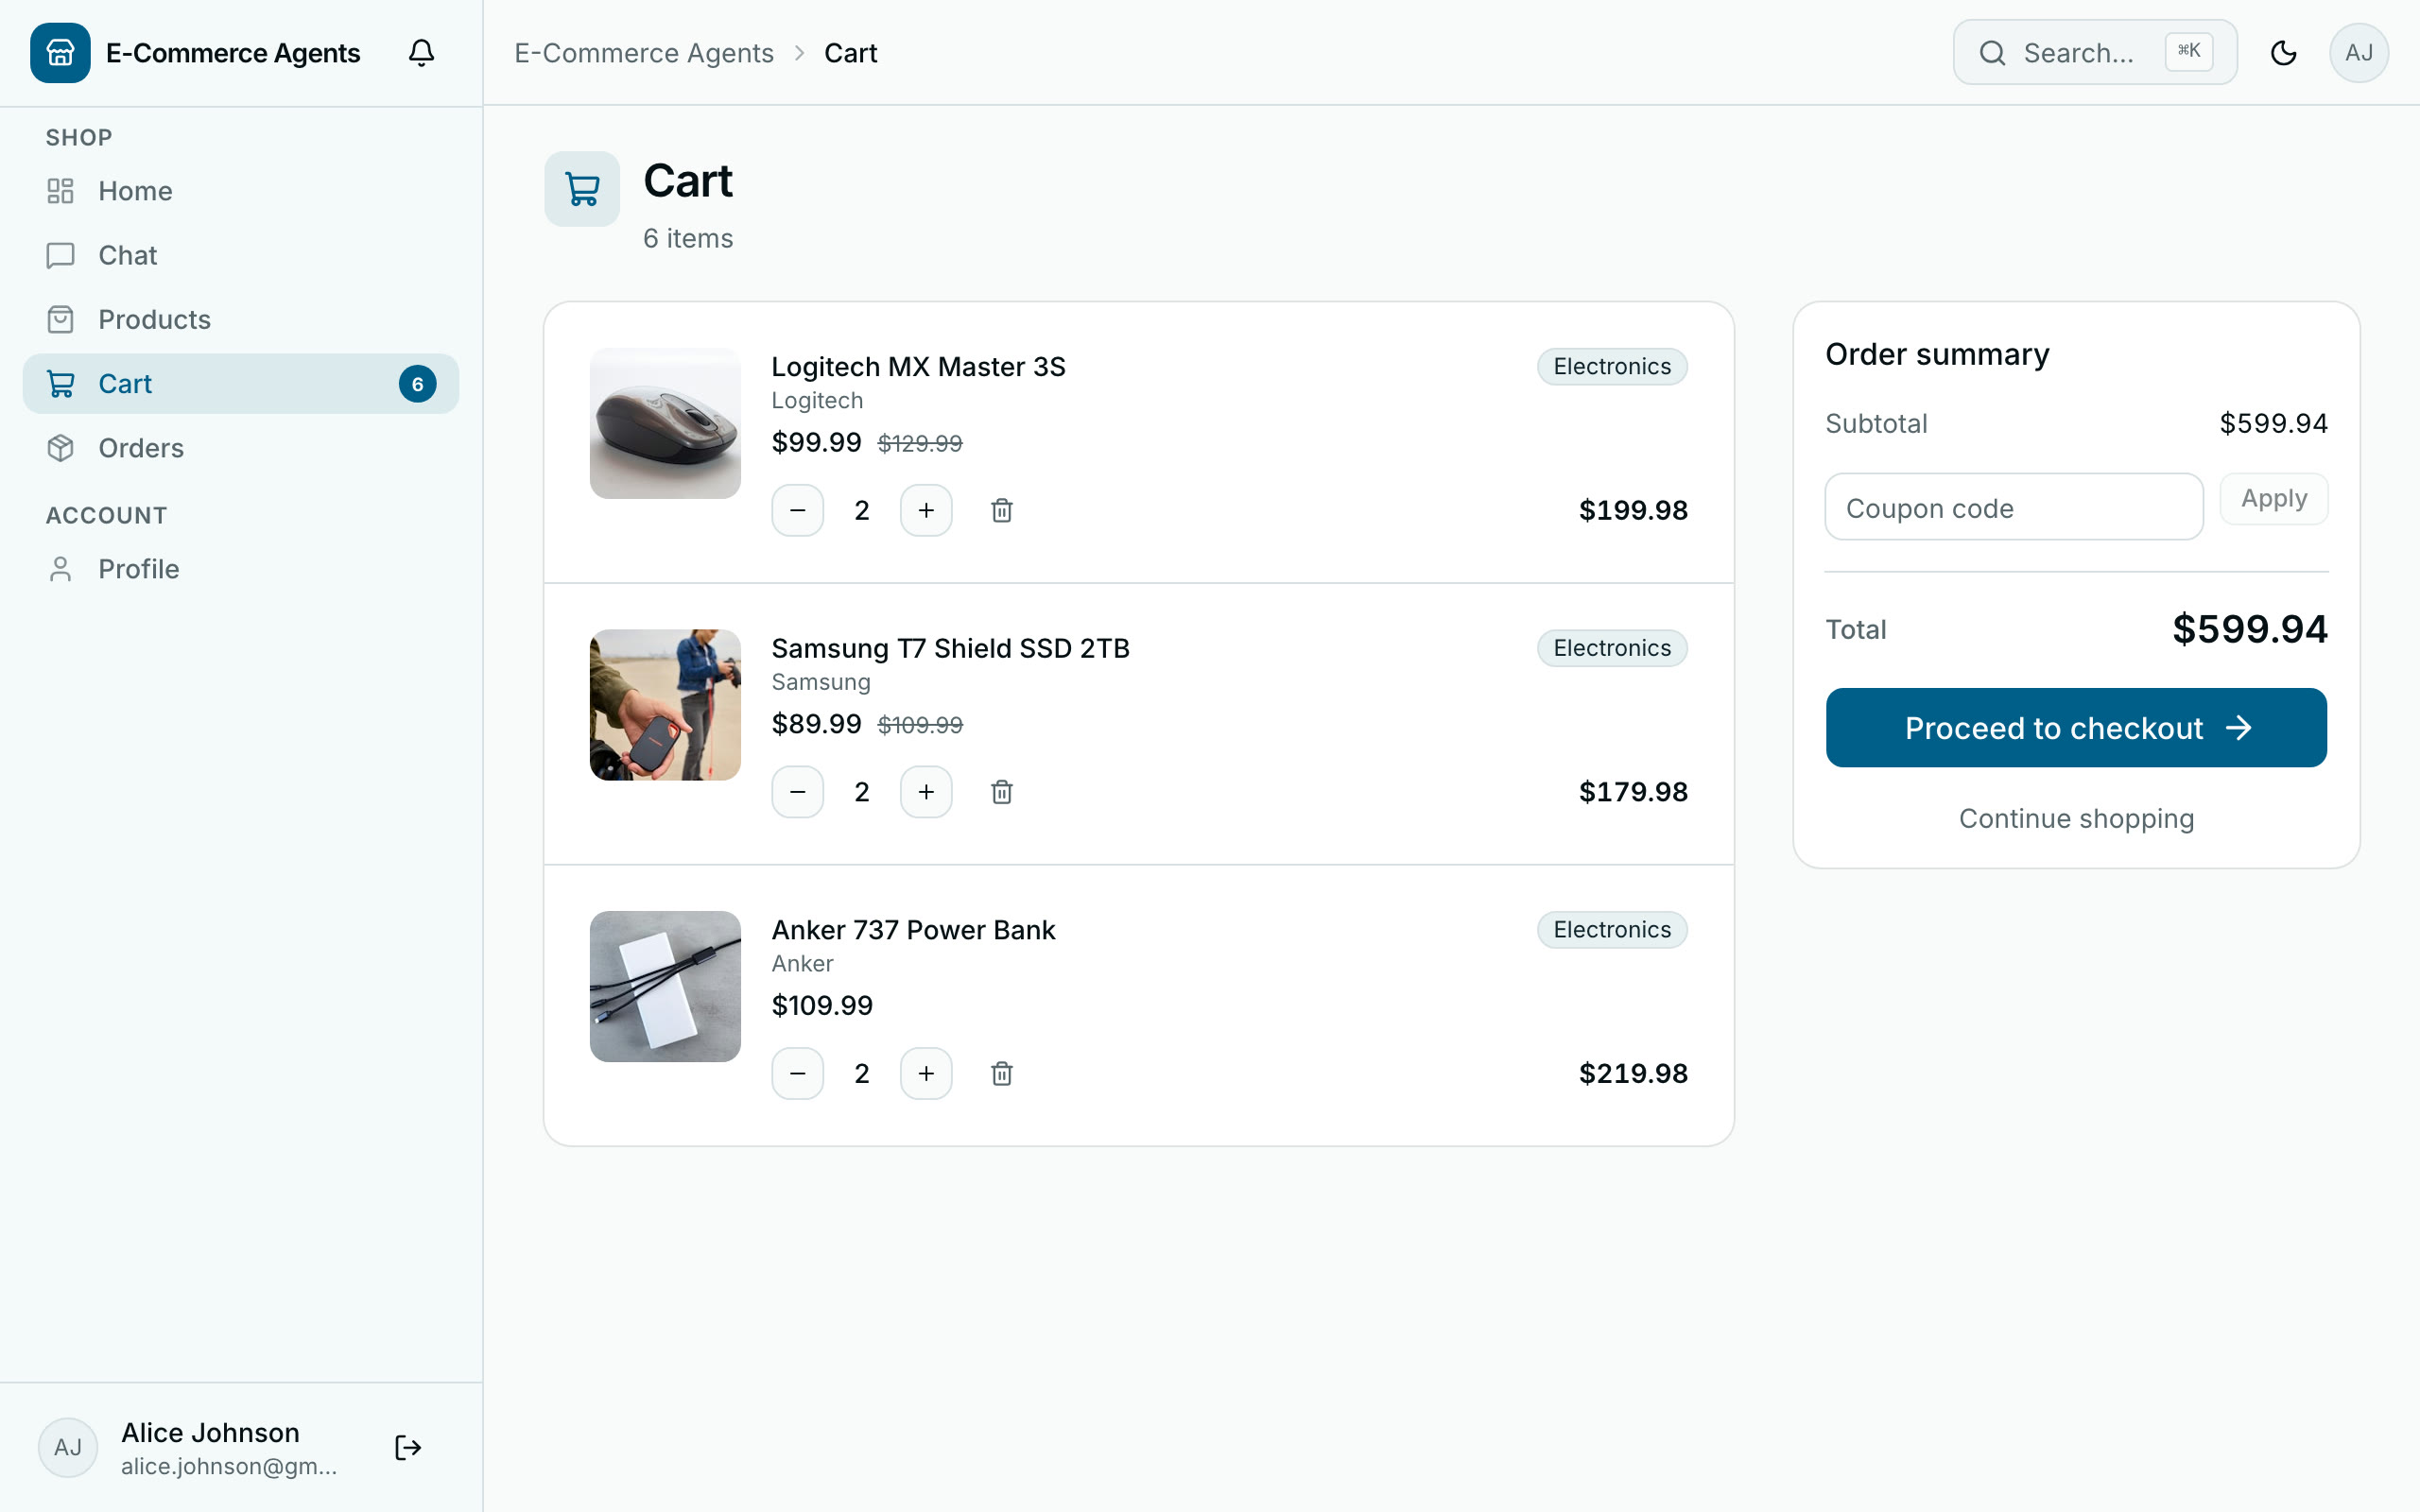 E-Commerce Agents
SHOP
Home
Chat
Products
Cart 6
Orders
ACCOUNT
Profile
AJ
Alice Johnson
alice.johnson@gm...
E-Commerce Agents > Cart
Search... ⌘K
AJ
Cart
6 items
Logitech MX Master 3S
Electronics
Logitech
$99.99 $129.99
− 2 + $199.98
Samsung T7 Shield SSD 2TB
Electronics
Samsung
$89.99 $109.99
− 2 + $179.98
Anker 737 Power Bank
Electronics
Anker
$109.99
− 2 + $219.98
Order summary
Subtotal $599.94
Coupon code Apply
Total $599.94
Proceed to checkout →
Continue shopping